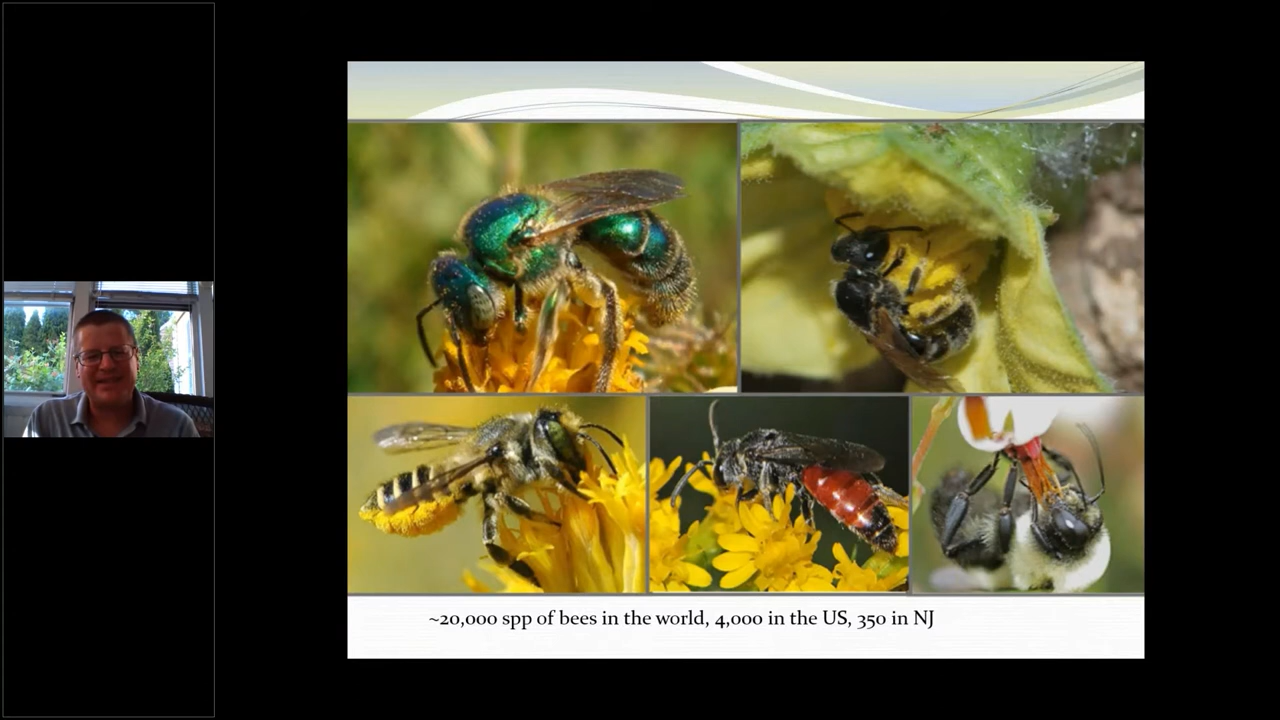 ~20,000 spp of bees in the world, 4,000 in the US, 350 in NJ